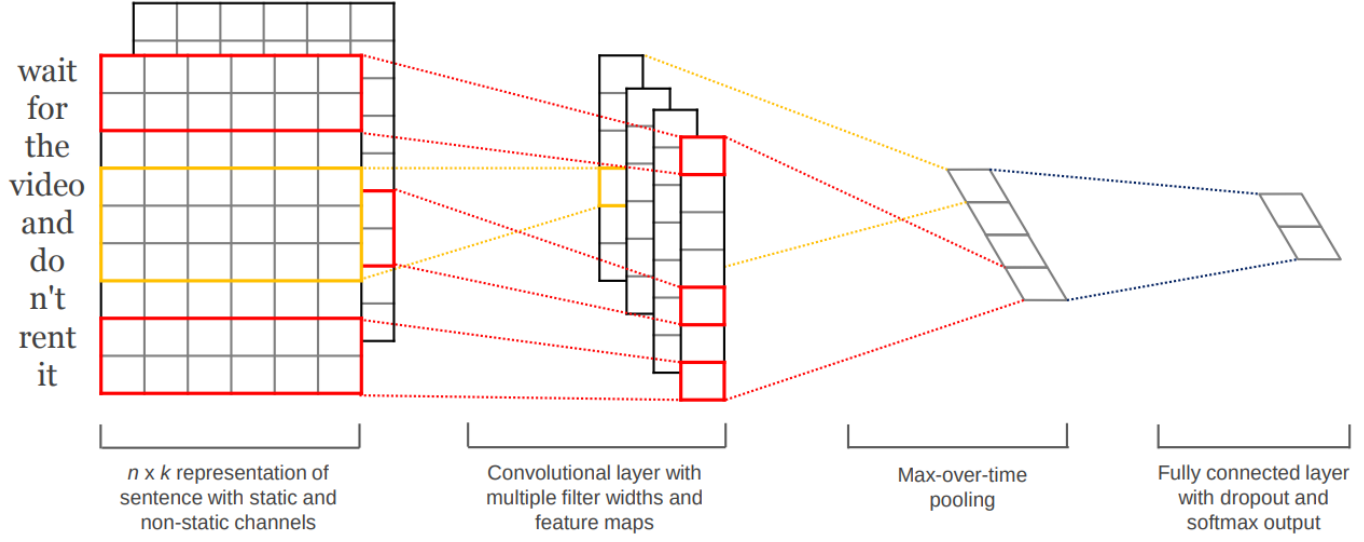 wait
for
the
video
and
do
n't
rent
it
n x k representation of
sentence with static and
non-static channels
Convolutional layer with
multiple filter widths and
feature maps
Max-over-time
pooling
Fully connected layer
with dropout and
softmax output